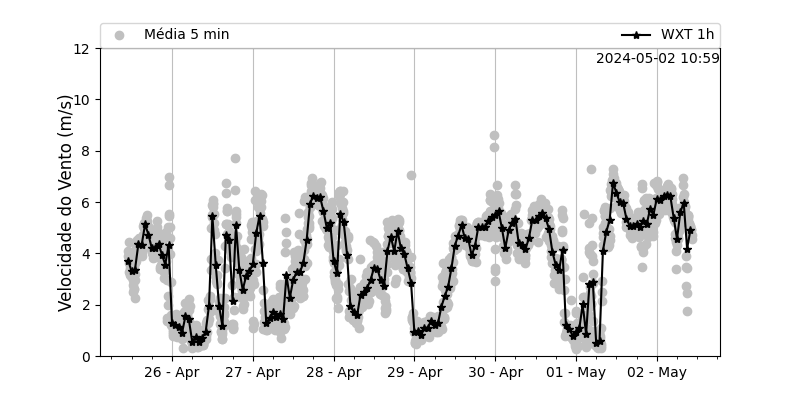 Média 5 min
WXT 1h
2024-05-02 10:59
Velocidade do Vento (m/s)
12
10
8
6
4
2
0
26 - Apr
27 - Apr
28 - Apr
29 - Apr
30 - Apr
01 - May
02 - May